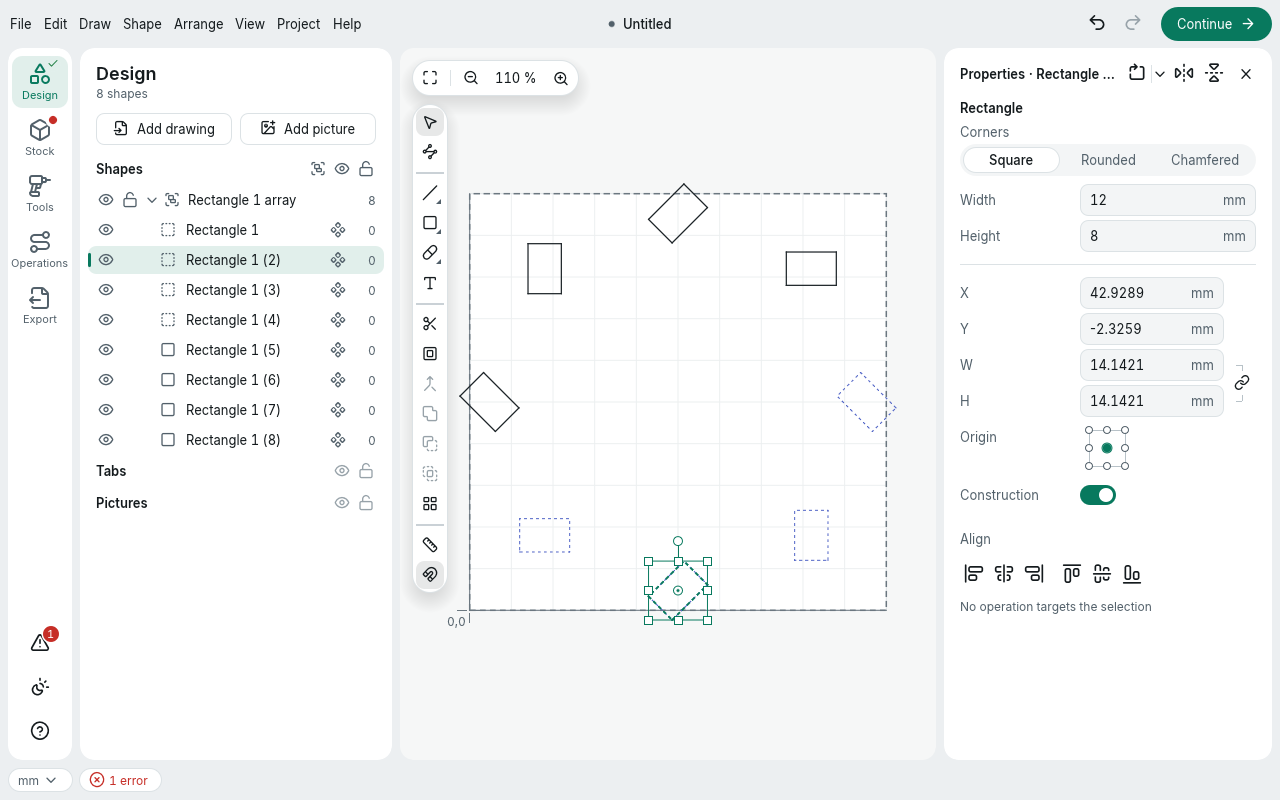 File Edit Draw Shape Arrange View Project Help
Untitled
Continue
Design
Stock
Tools
Operations
Export
1
Design
8 shapes
Add drawing
Add picture
Shapes
Rectangle 1 array 8
Rectangle 1 0
Rectangle 1 (2) 0
Rectangle 1 (3) 0
Rectangle 1 (4) 0
Rectangle 1 (5) 0
Rectangle 1 (6) 0
Rectangle 1 (7) 0
Rectangle 1 (8) 0
Tabs
Pictures
110 %
0,0
Properties · Rectangle ...
Rectangle
Corners
Square Rounded Chamfered
Width 12 mm
Height 8 mm
X 42.9289 mm
Y -2.3259 mm
W 14.1421 mm
H 14.1421 mm
Origin
Construction
Align
No operation targets the selection
mm
1 error